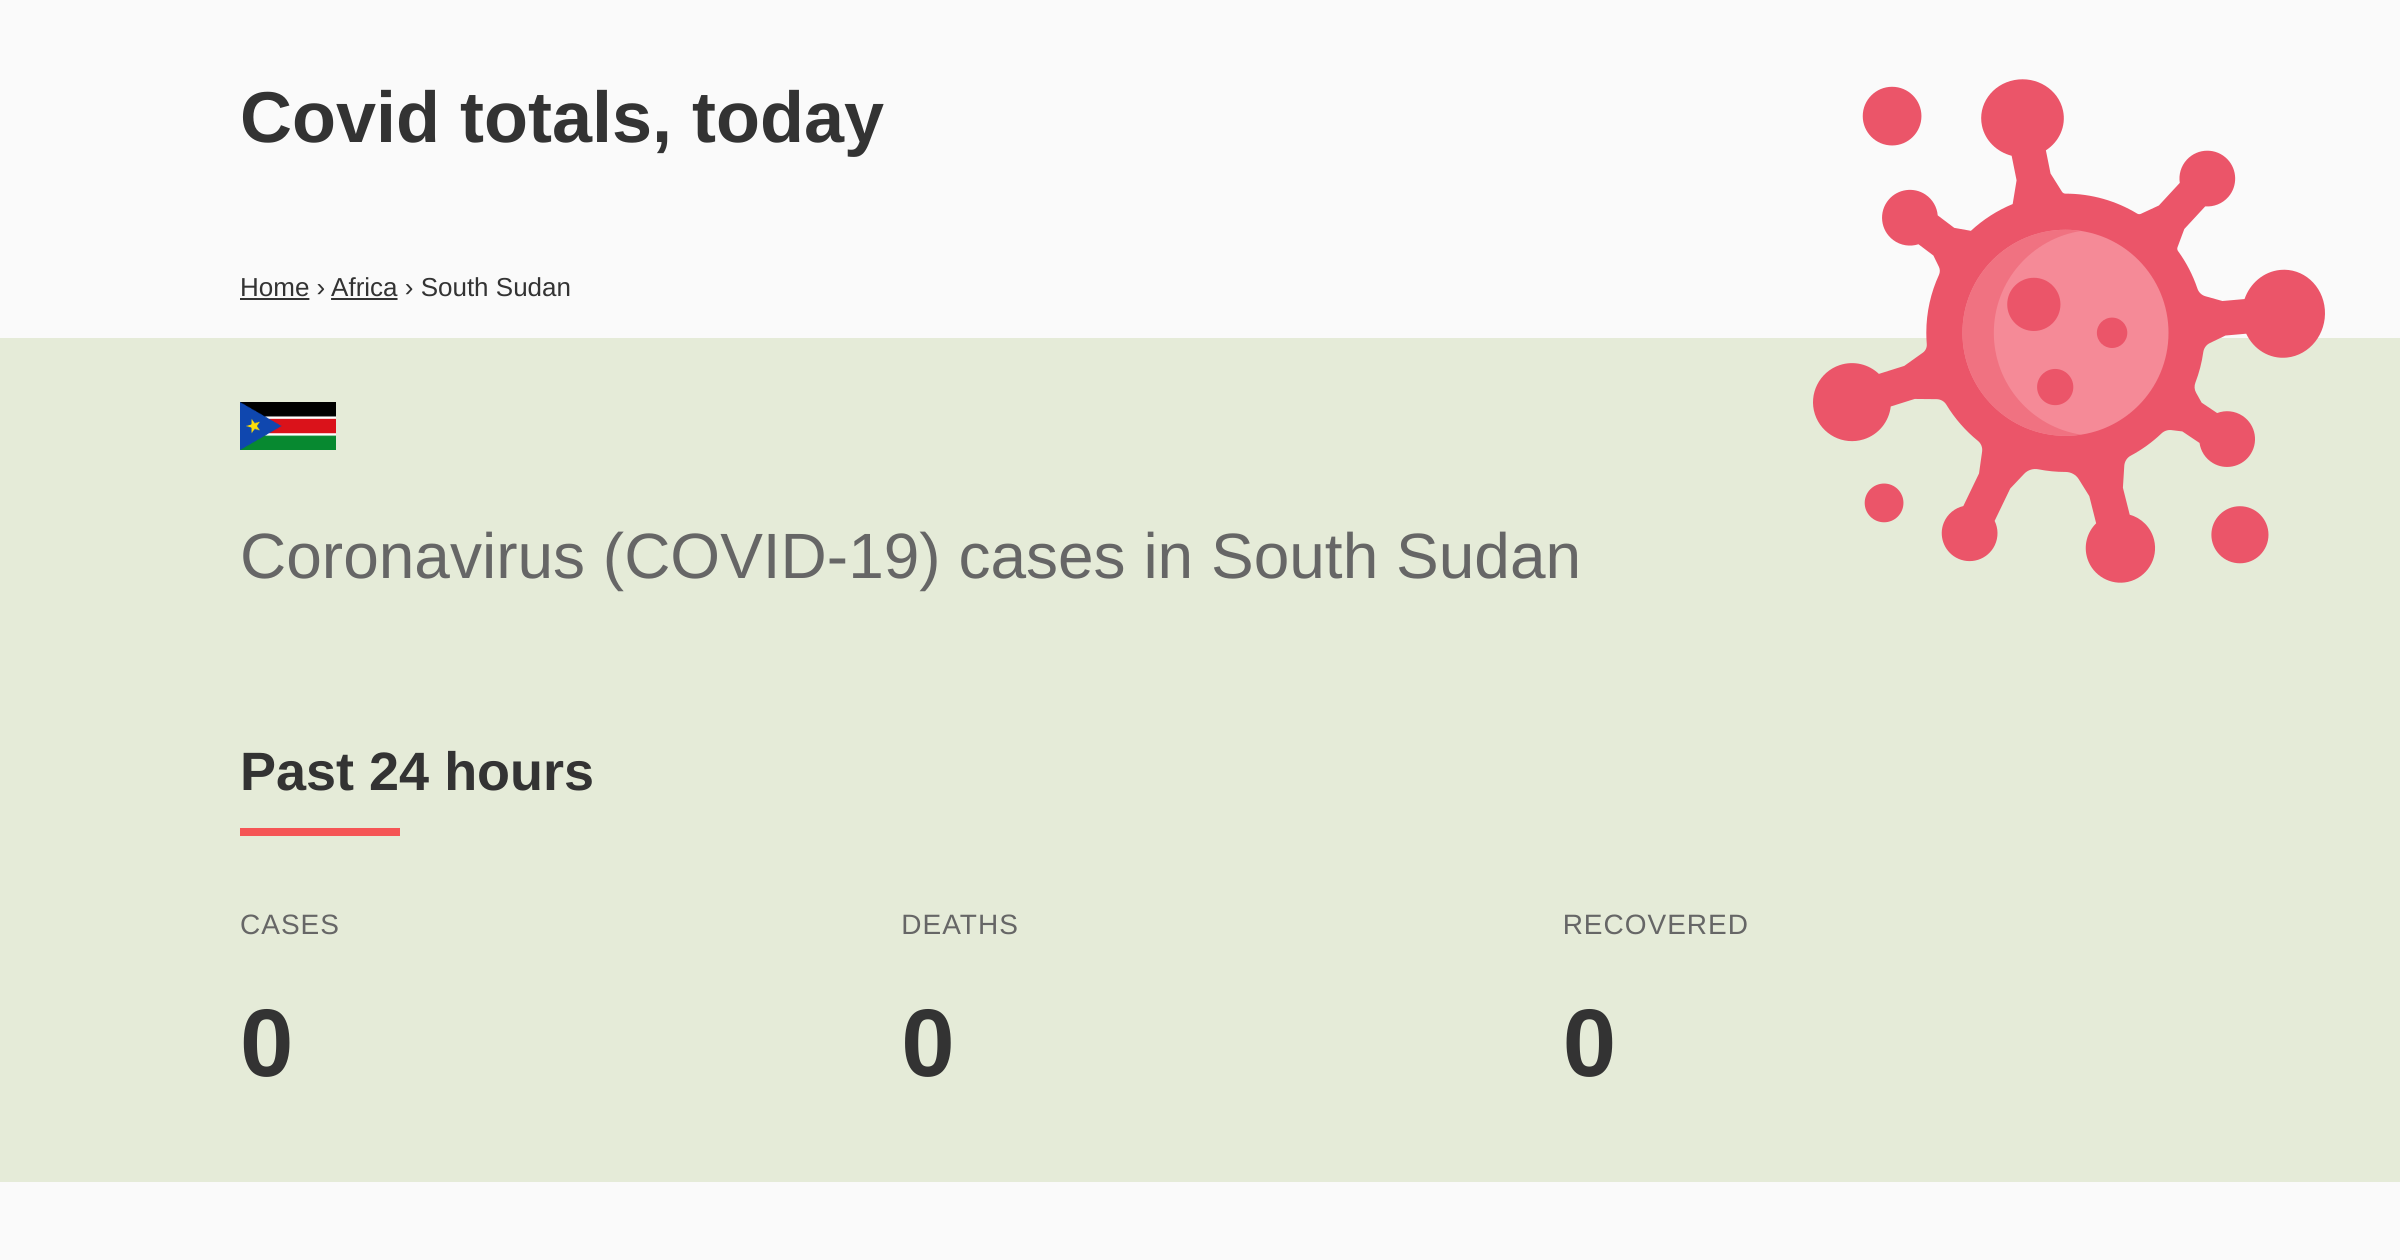 Covid totals, today
Home › Africa › South Sudan
Coronavirus (COVID-19) cases in South Sudan
Past 24 hours
CASES DEATHS RECOVERED
0 0 0